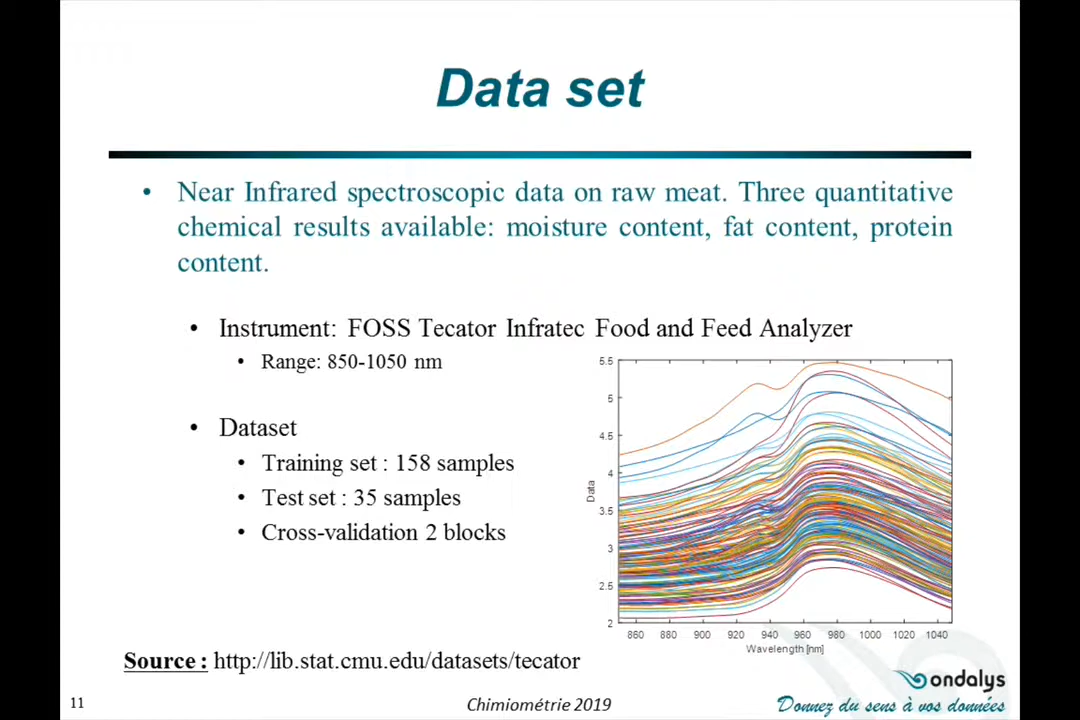 Data set
• Near Infrared spectroscopic data on raw meat. Three quantitative
chemical results available: moisture content, fat content, protein
content.
• Instrument: FOSS Tecator Infratec Food and Feed Analyzer
• Range: 850-1050 nm
• Dataset
• Training set : 158 samples
• Test set : 35 samples
• Cross-validation 2 blocks
5.5
5
4.5
4
3.5
3
2.5
2
Data
860 880 900 920 940 960 980 1000 1020 1040
Wavelength [nm]
Source : http://lib.stat.cmu.edu/datasets/tecator
ondalys
11
Chimiométrie 2019
Donnez du sens à vos données